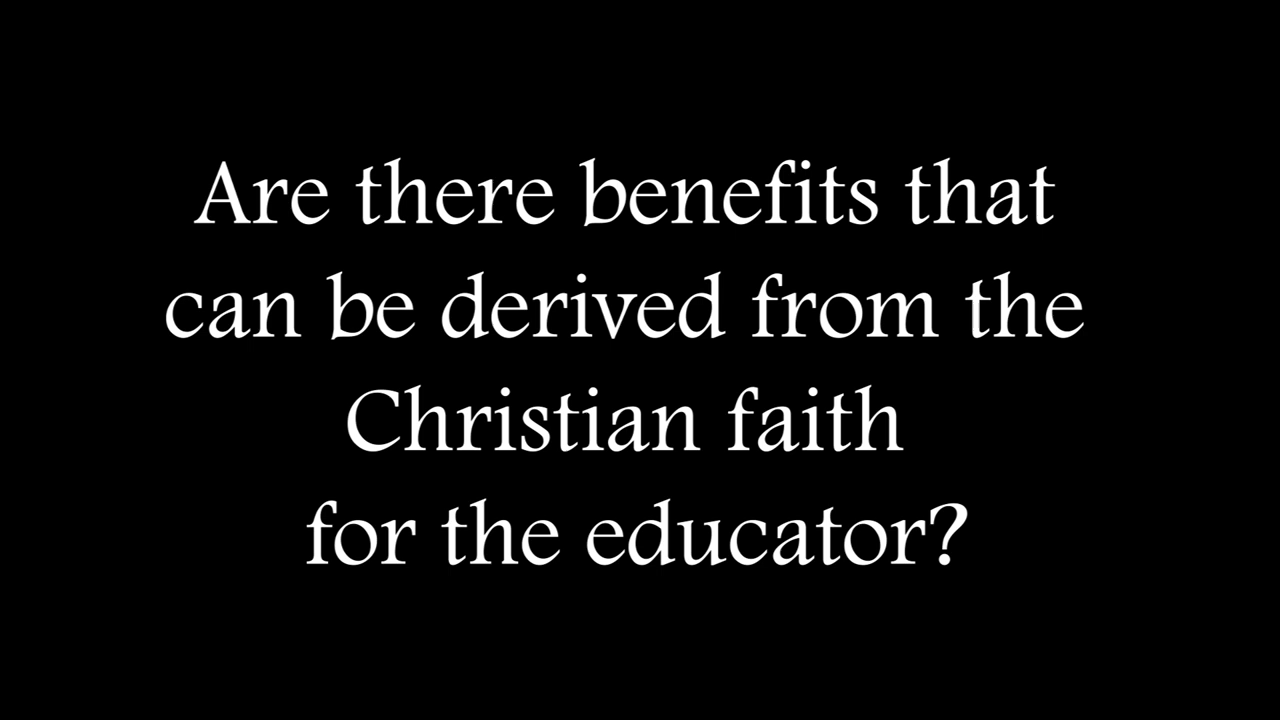 Are there benefits that
can be derived from the
Christian faith
for the educator?